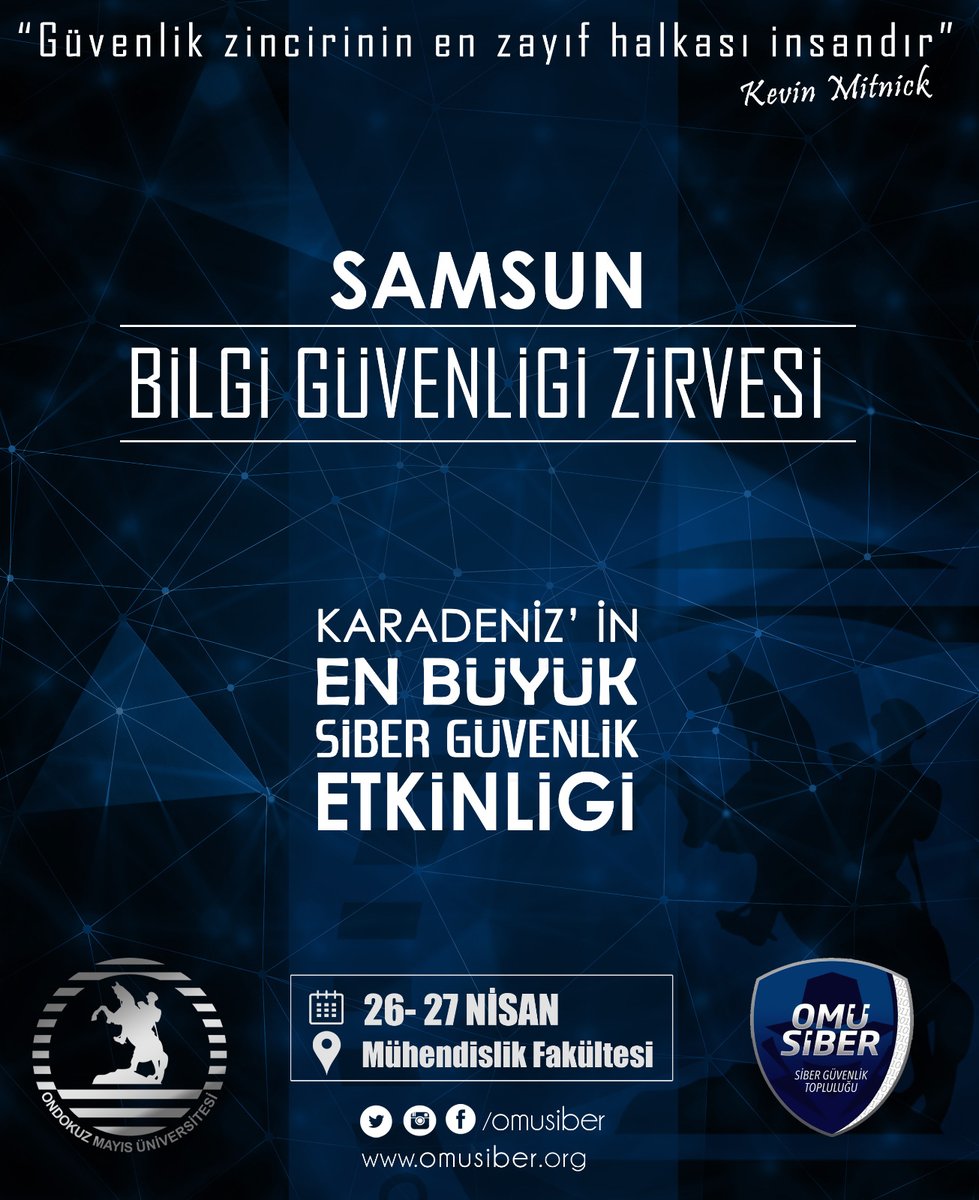 “Güvenlik zincirinin en zayıf halkası insandır”
Kevin Mitnick
SAMSUN
BİLGİ GÜVENLİGİ ZİRVESİ
KARADENİZ’ İN
EN BÜYÜK
SİBER GÜVENLİK
ETKİNLİGİ
26- 27 NİSAN
Mühendislik Fakültesi
/omusiber
www.omusiber.org
ONDOKUZ MAYIS ÜNİVERSİTESİ
OMÜ
SİBER
SİBER GÜVENLİK
TOPLULUĞU